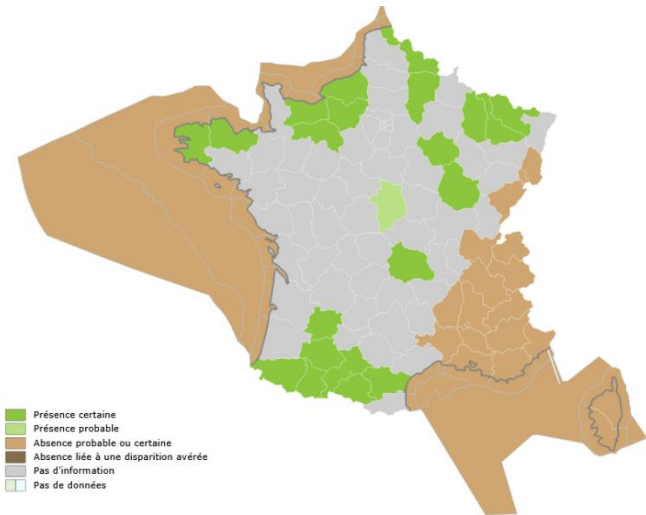 Présence certaine
Présence probable
Absence probable ou certaine
Absence liée à une disparition avérée
Pas d'information
Pas de données